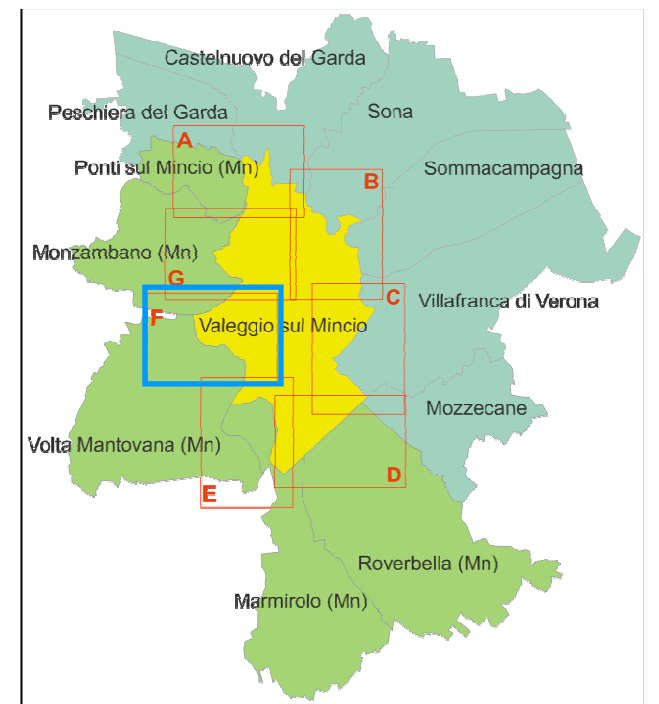 Castelnuovo del Garda
Peschiera del Garda
Sona
A
Ponti sul Mincio (Mn)
Sommacampagna
B
Monzambano (Mn)
G
C
Villafranca di Verona
F
Valeggio sul Mincio
Mozzecane
Volta Mantovana (Mn)
D
E
Roverbella (Mn)
Marmirolo (Mn)